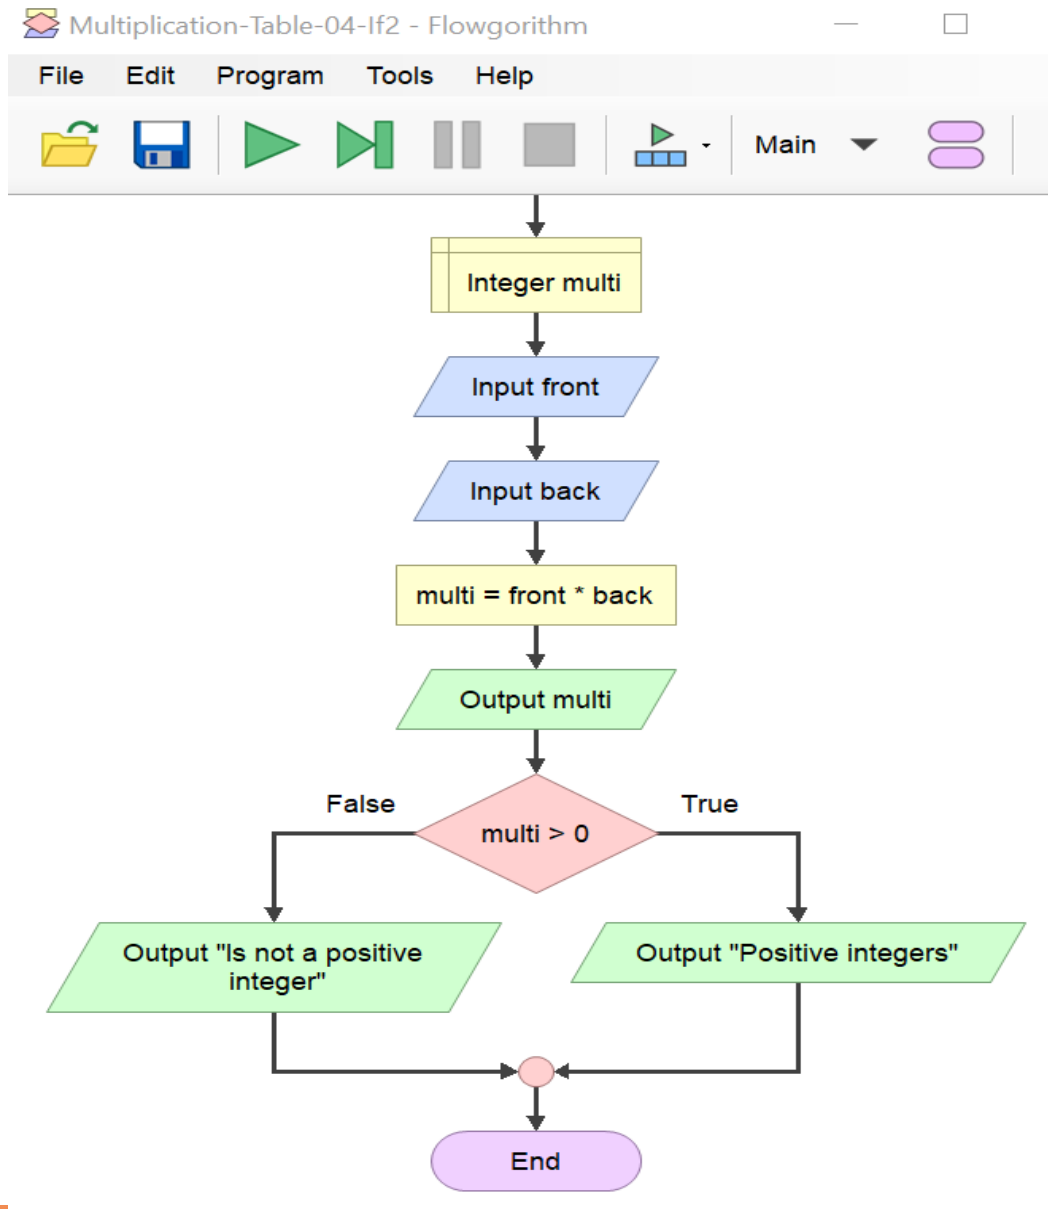 Multiplication-Table-04-If2 - Flowgorithm
File Edit Program Tools Help
Main
Integer multi
Input front
Input back
multi = front * back
Output multi
False
True
multi > 0
Output "Is not a positive
integer"
Output "Positive integers"
End